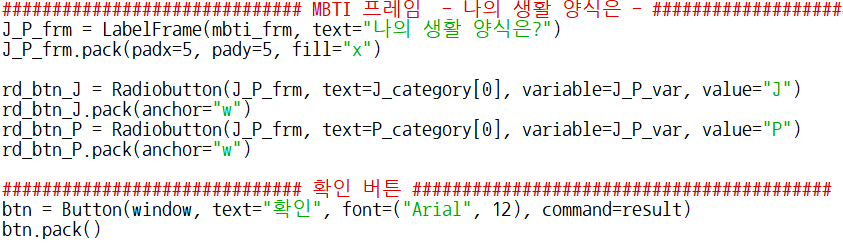 ############################## MBTI 프레임  - 나의 생활 양식은 - ###################
J_P_frm = LabelFrame(mbti_frm, text="나의 생활 양식은?")
J_P_frm.pack(padx=5, pady=5, fill="x")

rd_btn_J = Radiobutton(J_P_frm, text=J_category[0], variable=J_P_var, value="J")
rd_btn_J.pack(anchor="w")
rd_btn_P = Radiobutton(J_P_frm, text=P_category[0], variable=J_P_var, value="P")
rd_btn_P.pack(anchor="w")

############################## 확인 버튼 ##########################################
btn = Button(window, text="확인", font=("Arial", 12), command=result)
btn.pack()